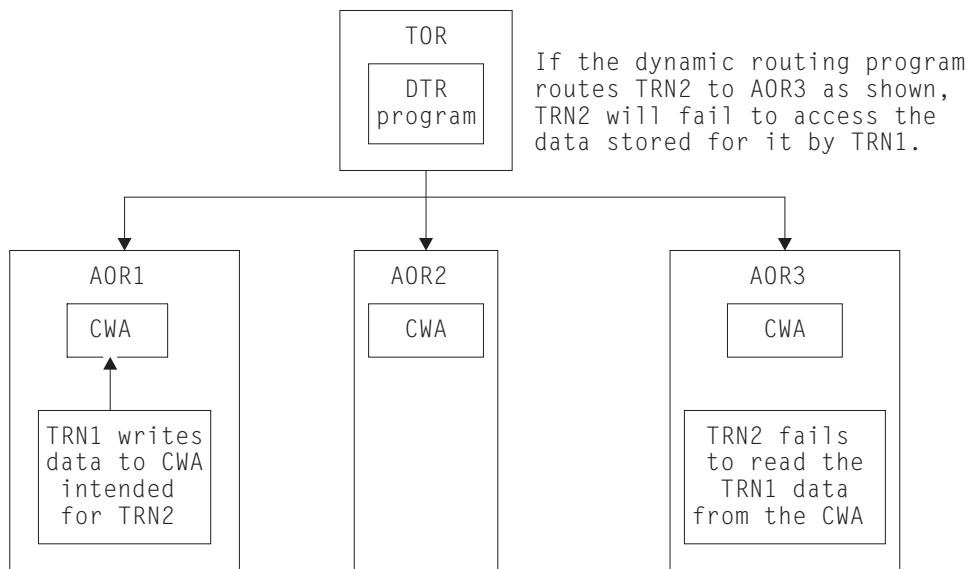 TOR
DTR
program
If the dynamic routing program
routes TRN2 to AOR3 as shown,
TRN2 will fail to access the
data stored for it by TRN1.
AOR1
CWA
TRN1 writes
data to CWA
intended
for TRN2
AOR2
CWA
AOR3
CWA
TRN2 fails
to read the
TRN1 data
from the CWA